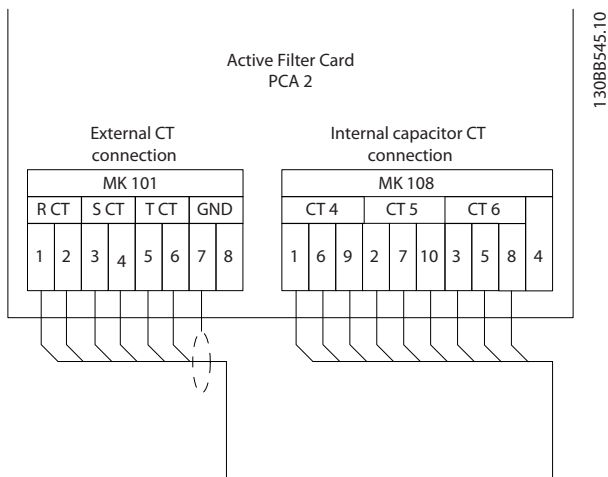 Active Filter Card
PCA 2
130BB545.10
External CT
connection
Internal capacitor CT
connection
MK 101
MK 108
R CT S CT T CT GND
CT 4 CT 5 CT 6
1 2 3 4 5 6 7 8
1 6 9 2 7 10 3 5 8 4